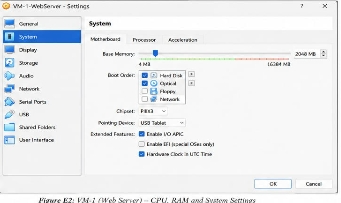 VM-1-WebServer - Settings
? X
General
System
Display
Storage
Audio
Network
Serial Ports
USB
Shared Folders
User Interface
System
Motherboard Processor Acceleration
Base Memory: 2048 MB
4 MB 16384 MB
Boot Order: Hard Disk
Optical
Floppy
Network
Chipset: PIIX3
Pointing Device: USB Tablet
Extended Features: Enable I/O APIC
Enable EFI (special OSes only)
Hardware Clock in UTC Time
OK Cancel
Figure E2: VM-1 (Web Server) – CPU, RAM and System Settings